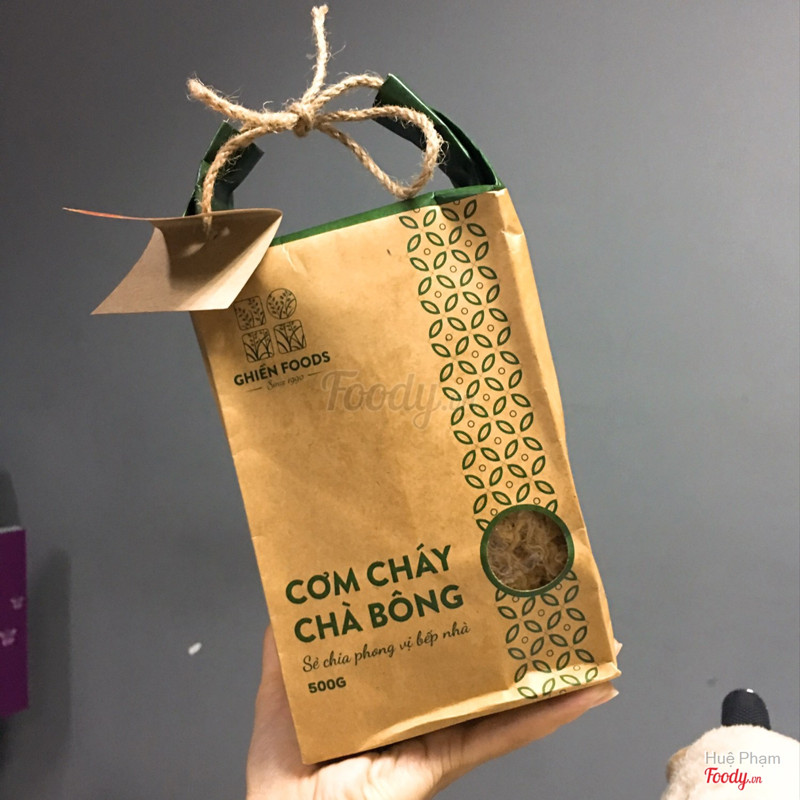 GHIỀN FOODS
Since 1990
Foody.vn
CƠM CHÁY
CHÀ BÔNG
Sẻ chia phong vị bếp nhà
500G
Huệ Phạm
Foody.vn